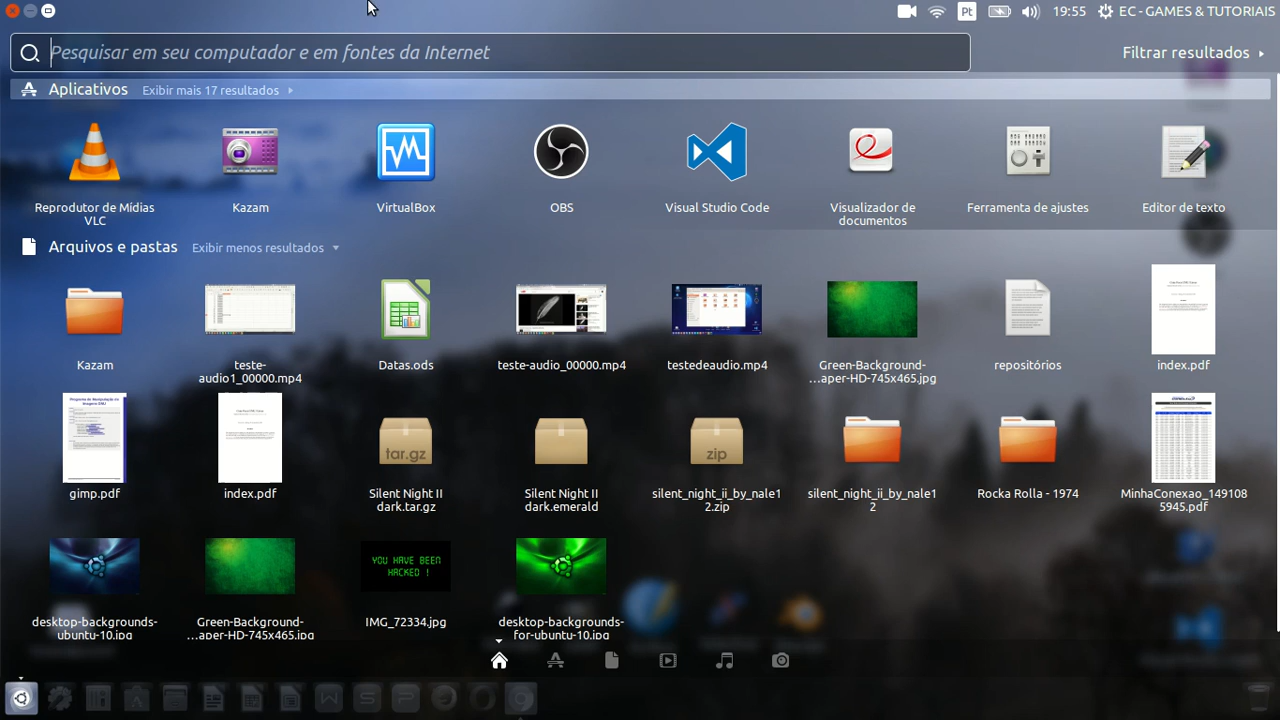 Pt
19:55
EC - GAMES & TUTORIAIS
Pesquisar em seu computador e em fontes da Internet
Filtrar resultados
Aplicativos
Exibir mais 17 resultados
Reprodutor de Mídias
VLC
Kazam
VirtualBox
OBS
Visual Studio Code
Visualizador de
documentos
Ferramenta de ajustes
Editor de texto
Arquivos e pastas
Exibir menos resultados
Kazam
teste-
audio1_00000.mp4
Datas.ods
teste-audio_00000.mp4
testedeaudio.mp4
Green-Background-
...aper-HD-745x465.jpg
repositórios
index.pdf
tar.gz
zip
gimp.pdf
index.pdf
Silent Night II
dark.tar.gz
Silent Night II
dark.emerald
silent_night_ii_by_nale1
2.zip
silent_night_ii_by_nale1
2
Rocka Rolla - 1974
MinhaConexao_149108
5945.pdf
YOU HAVE BEEN
HACKED !
desktop-backgrounds-
ubuntu-10.jpg
Green-Background-
...aper-HD-745x465.jpg
IMG_72334.jpg
desktop-backgrounds-
for-ubuntu-10.jpg